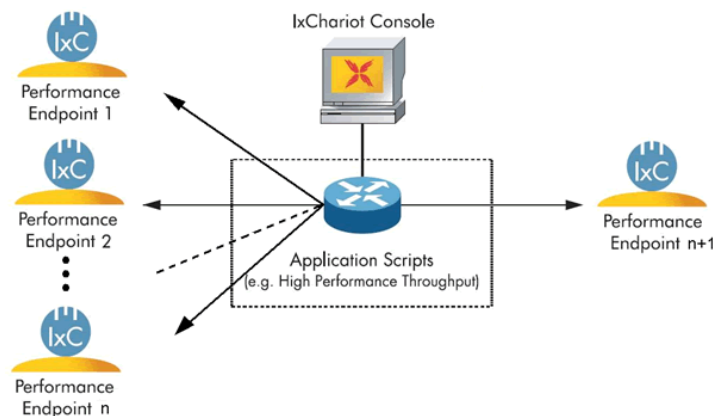 IxChariot Console
IxC
Performance
Endpoint 1
IxC
Performance
Endpoint 2
IxC
Performance
Endpoint n
Application Scripts
(e.g. High Performance Throughput)
IxC
Performance
Endpoint n+1